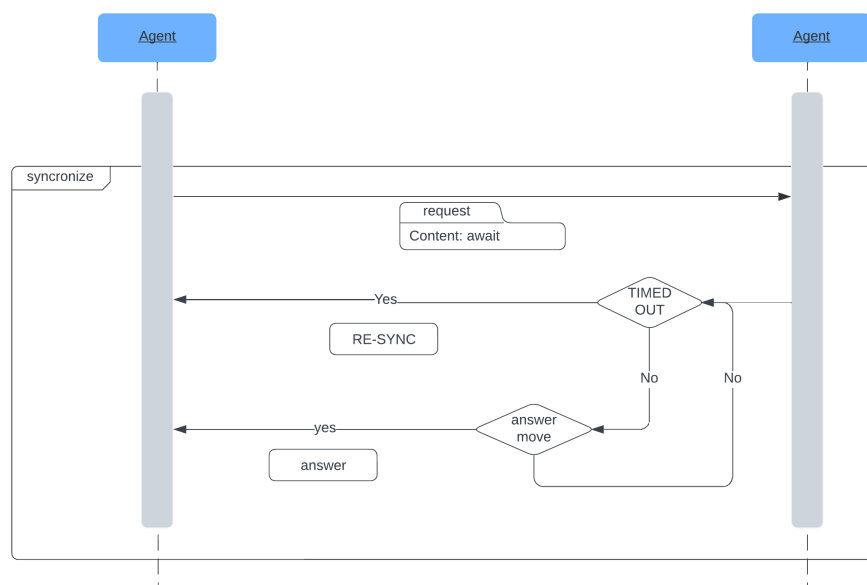 Agent
Agent
syncronize
request
Content: await
Yes
TIMED
OUT
RE-SYNC
No
No
yes
answer
move
answer